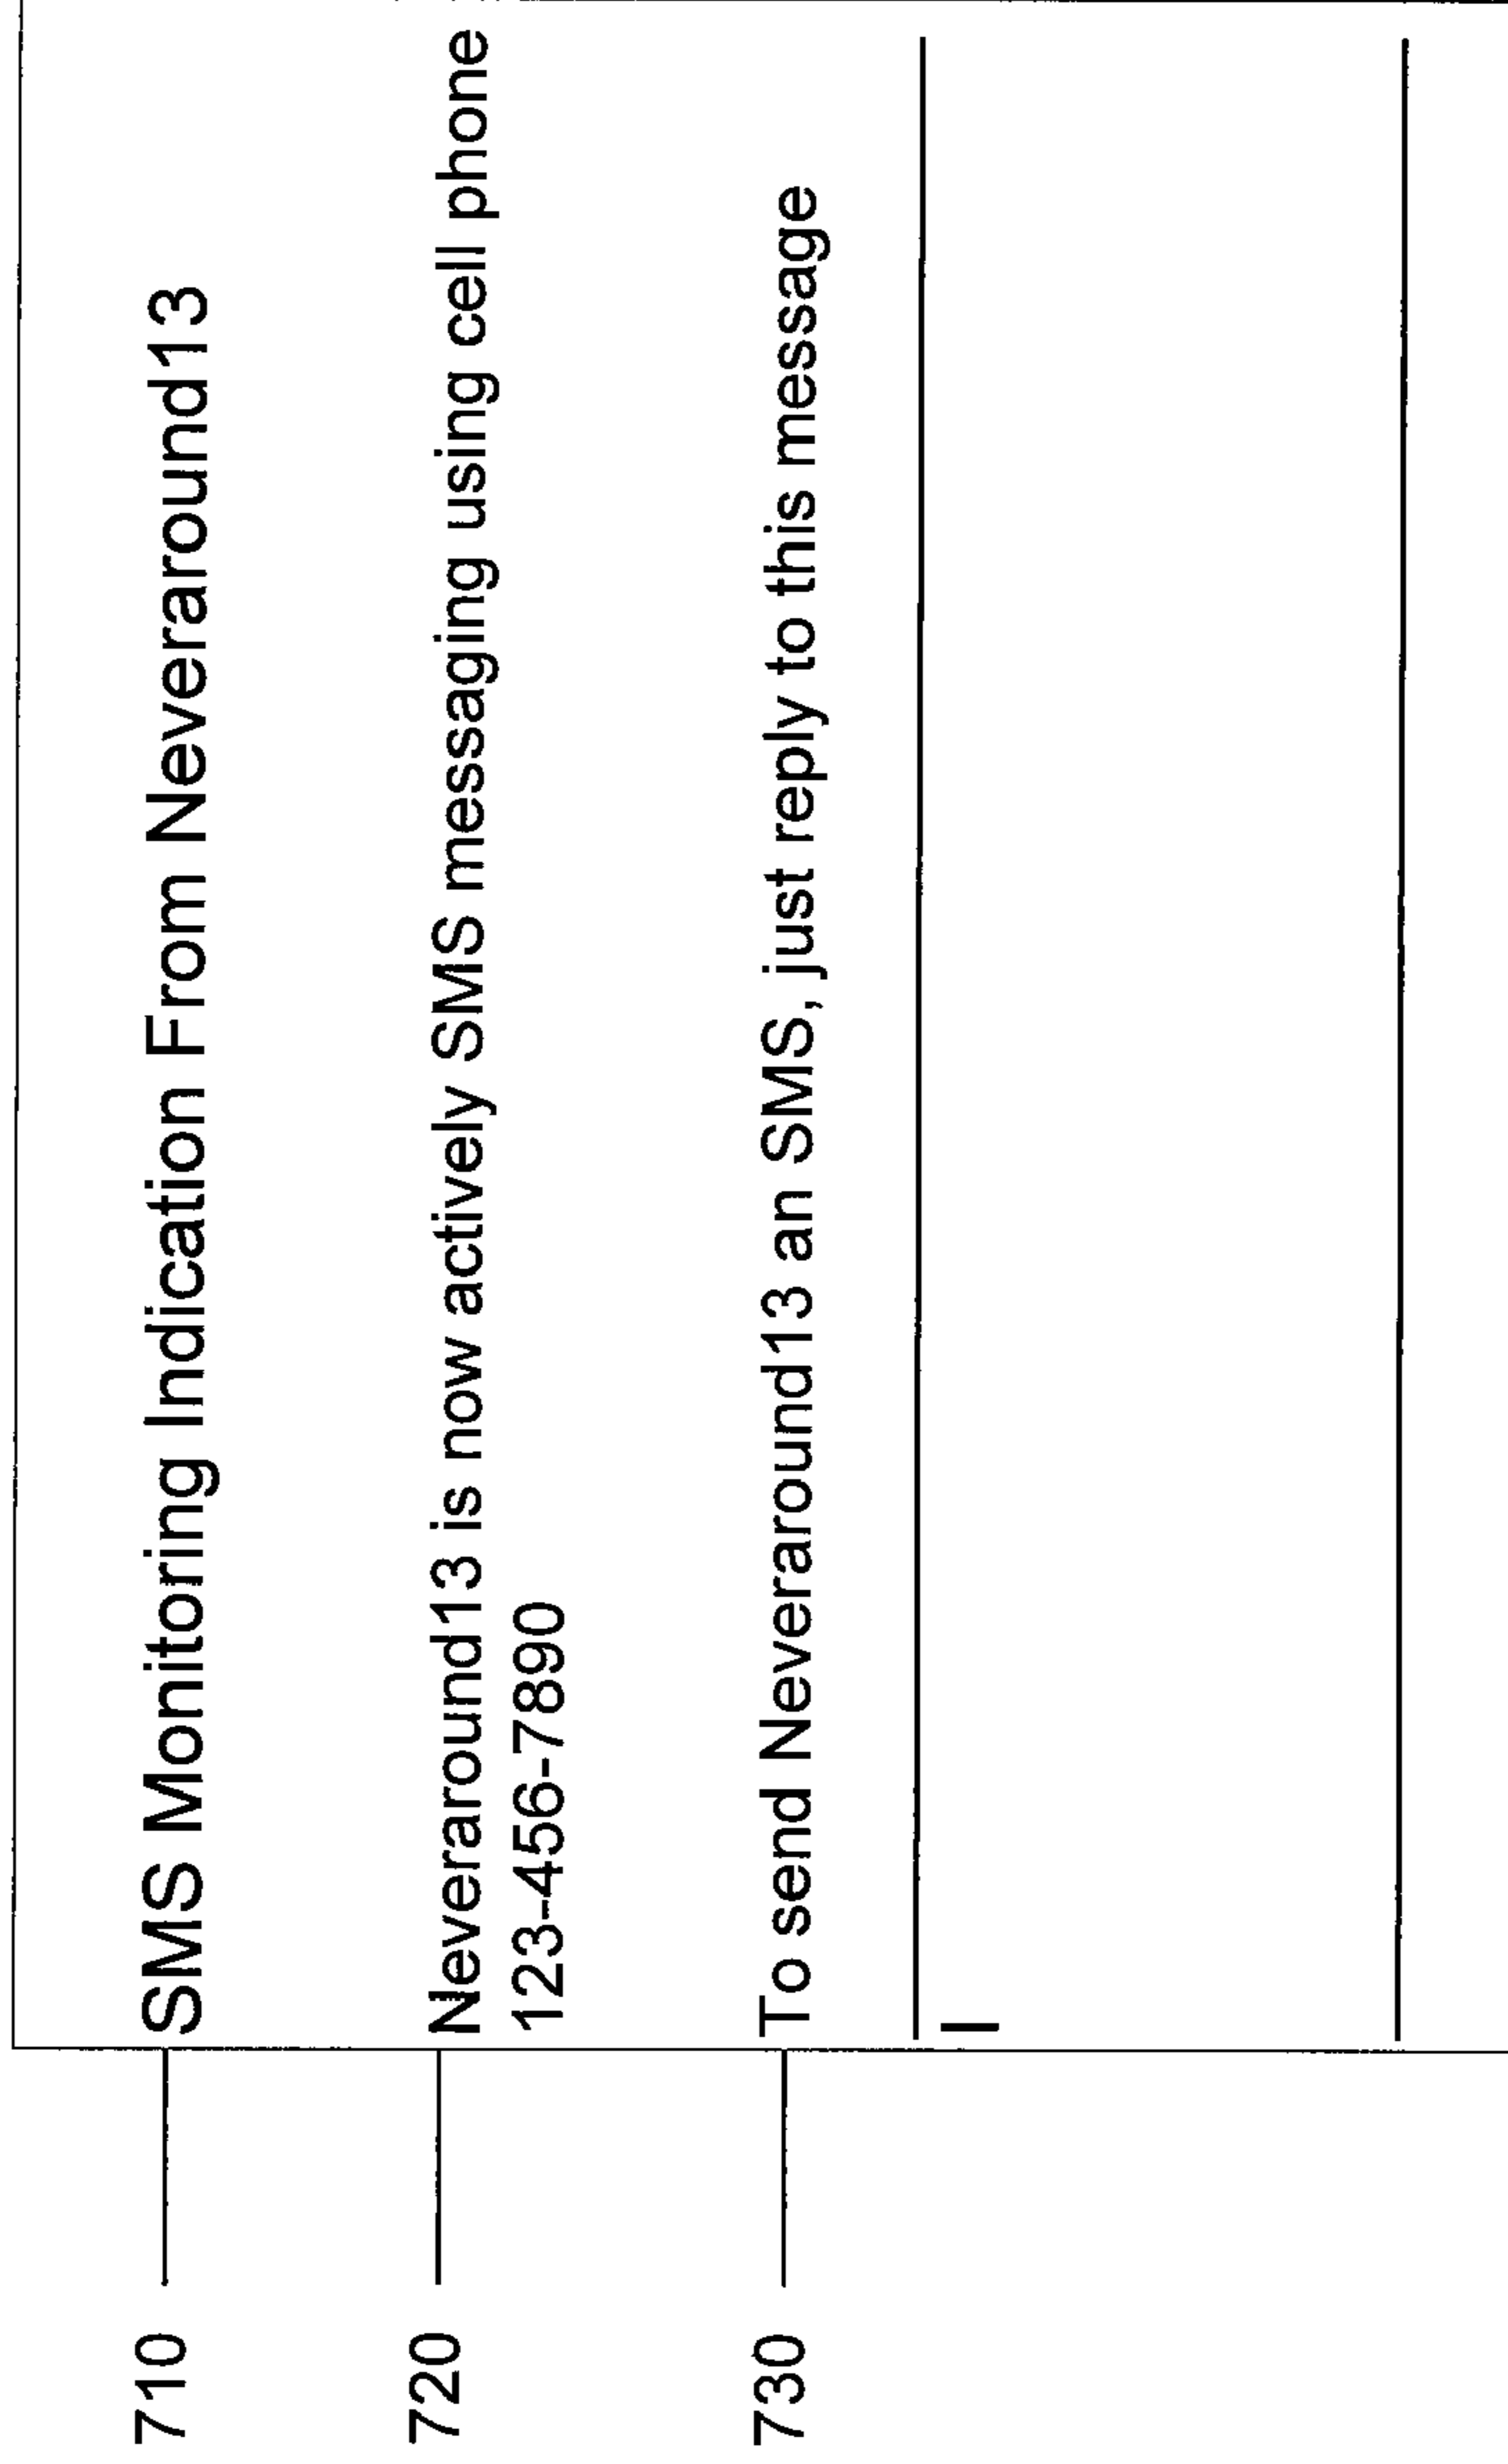 710 SMS Monitoring Indication From Neveraround13
720 Neveraround13 is now actively SMS messaging using cell phone
123-456-7890
730 To send Neveraround13 an SMS, just reply to this message